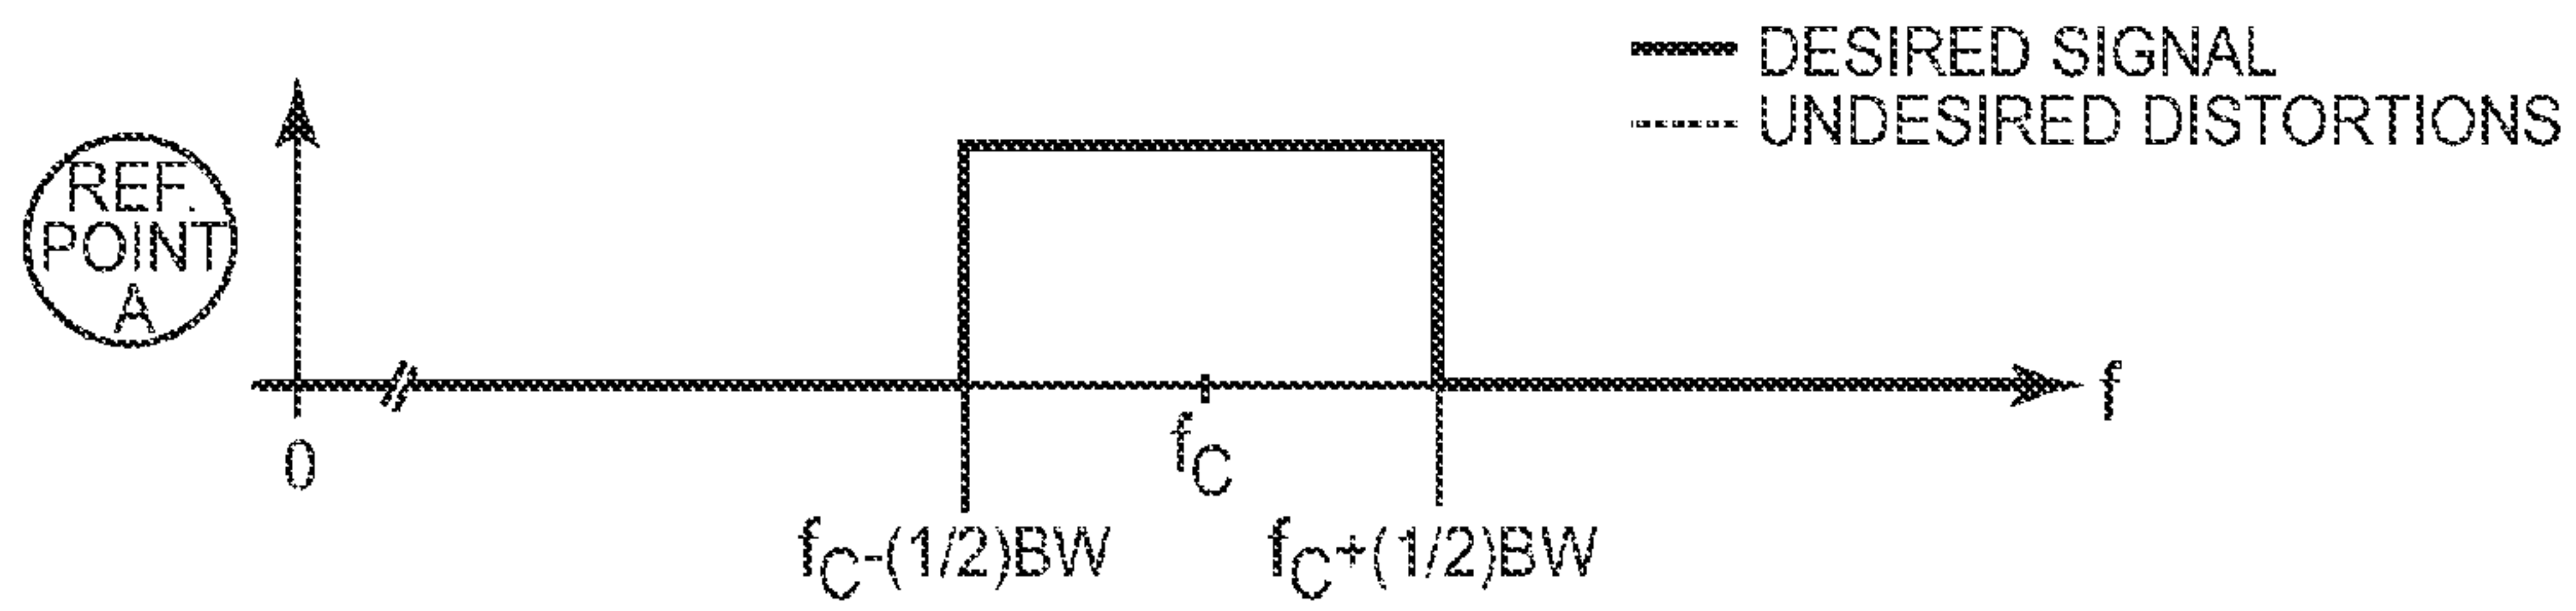 DESIRED SIGNAL
UNDESIRED DISTORTIONS
REF.
POINT
A
f
0
fC
fC-(1/2)BW
fC+(1/2)BW